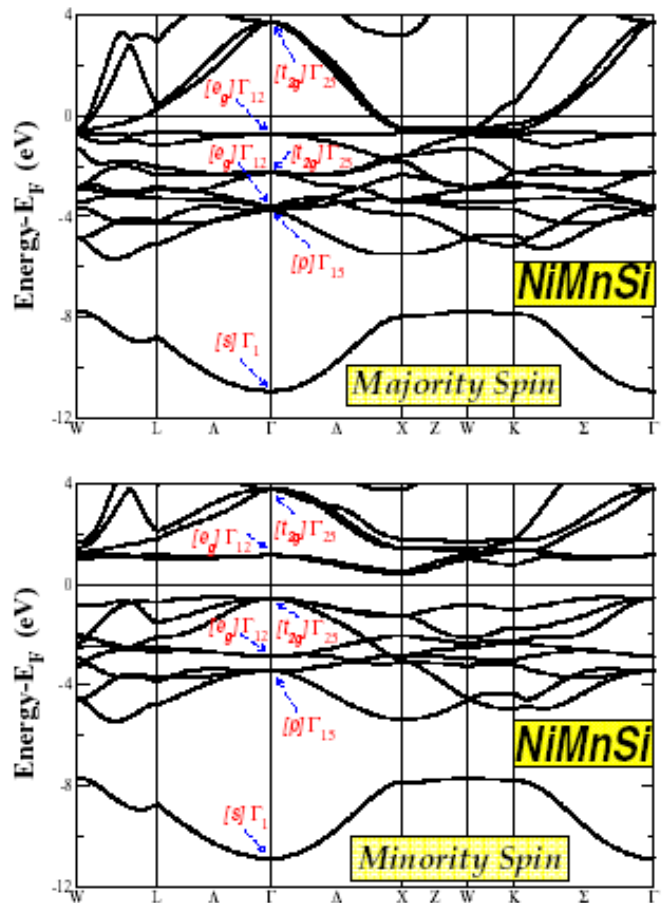 4
[t2g]Γ25
[eg]Γ12
0
[eg]Γ12
[t2g]Γ25
-4
[p]Γ15
NiMnSi
-8
[s]Γ1
Majority Spin
-12
W L Λ Γ Δ X Z W K Σ Γ
Energy-EF (eV)
4
[t2g]Γ25
[eg]Γ12
0
[eg]Γ12
[t2g]Γ25
-4
[p]Γ15
NiMnSi
-8
[s]Γ1
Minority Spin
-12
W L Λ Γ Δ X Z W K Σ Γ
Energy-EF (eV)